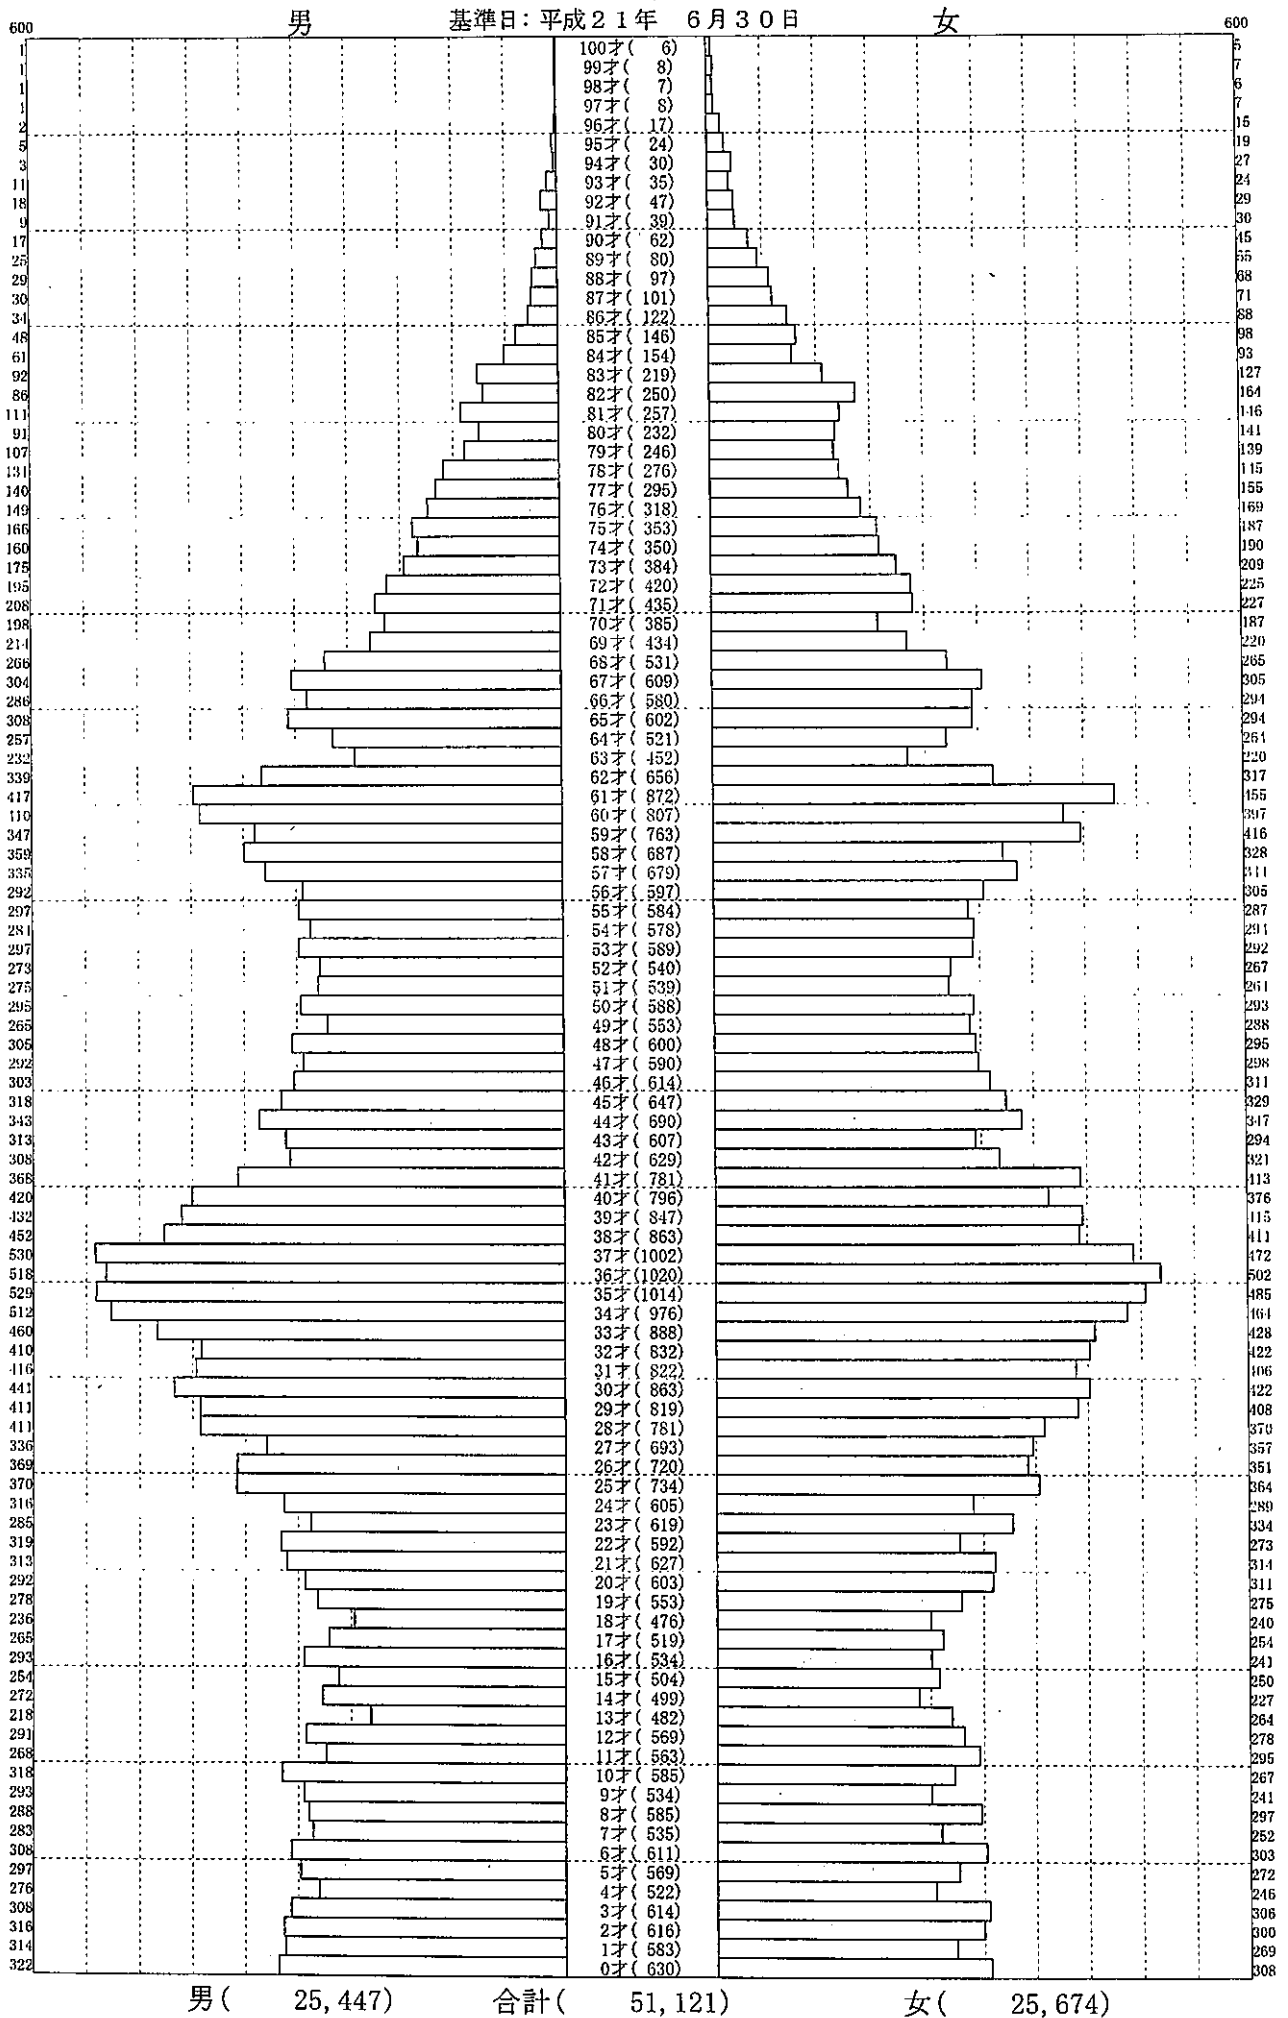 男 基準日：平成２１年 ６月３０日 女
600 600
1 100才( 6) 5
1 99才( 8) 7
1 98才( 7) 6
1 97才( 8) 7
2 96才( 17) 15
5 95才( 24) 19
3 94才( 30) 27
11 93才( 35) 24
18 92才( 47) 29
9 91才( 39) 30
17 90才( 62) 45
25 89才( 80) 55
29 88才( 97) 68
30 87才( 101) 71
34 86才( 122) 88
48 85才( 146) 98
61 84才( 154) 93
92 83才( 219) 127
86 82才( 250) 164
111 81才( 257) 146
91 80才( 232) 141
107 79才( 246) 139
131 78才( 276) 145
140 77才( 295) 155
149 76才( 318) 169
166 75才( 353) 187
160 74才( 350) 190
175 73才( 384) 209
195 72才( 420) 225
208 71才( 435) 227
198 70才( 385) 187
214 69才( 434) 220
266 68才( 531) 265
304 67才( 609) 305
286 66才( 580) 294
308 65才( 602) 294
257 64才( 521) 264
232 63才( 452) 220
339 62才( 656) 317
417 61才( 872) 455
410 60才( 807) 397
347 59才( 763) 416
359 58才( 687) 328
335 57才( 679) 344
292 56才( 597) 305
297 55才( 584) 287
284 54才( 578) 294
297 53才( 589) 292
273 52才( 540) 267
275 51才( 539) 264
295 50才( 588) 293
265 49才( 553) 288
305 48才( 600) 295
292 47才( 590) 298
303 46才( 614) 311
318 45才( 647) 329
343 44才( 690) 347
313 43才( 607) 294
308 42才( 629) 321
368 41才( 781) 413
420 40才( 796) 376
432 39才( 847) 415
452 38才( 863) 411
530 37才(1002) 472
518 36才(1020) 502
529 35才(1014) 485
512 34才( 976) 464
460 33才( 888) 428
410 32才( 832) 422
416 31才( 822) 406
441 30才( 863) 422
411 29才( 819) 408
411 28才( 781) 370
336 27才( 693) 357
369 26才( 720) 351
370 25才( 734) 364
316 24才( 605) 289
285 23才( 619) 334
319 22才( 592) 273
313 21才( 627) 314
292 20才( 603) 311
278 19才( 553) 275
236 18才( 476) 240
265 17才( 519) 254
293 16才( 534) 241
254 15才( 504) 250
272 14才( 499) 227
218 13才( 482) 264
291 12才( 569) 278
268 11才( 563) 295
318 10才( 585) 267
293 9才( 534) 241
288 8才( 585) 297
283 7才( 535) 252
308 6才( 611) 303
297 5才( 569) 272
276 4才( 522) 246
308 3才( 614) 306
316 2才( 616) 300
314 1才( 583) 269
322 0才( 630) 308
男( 25,447) 合計( 51,121) 女( 25,674)